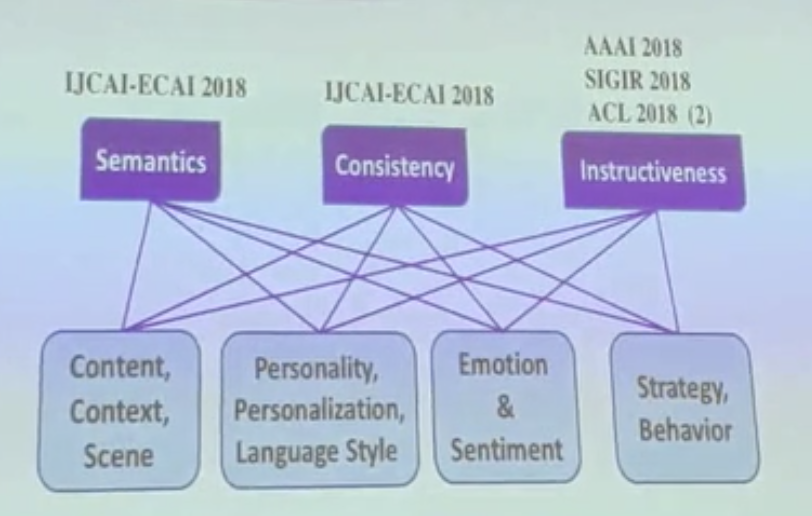 IJCAI-ECAI 2018
IJCAI-ECAI 2018
AAAI 2018
SIGIR 2018
ACL 2018 (2)
Semantics
Consistency
Instructiveness
Content,
Context,
Scene
Personality,
Personalization,
Language Style
Emotion
&
Sentiment
Strategy,
Behavior